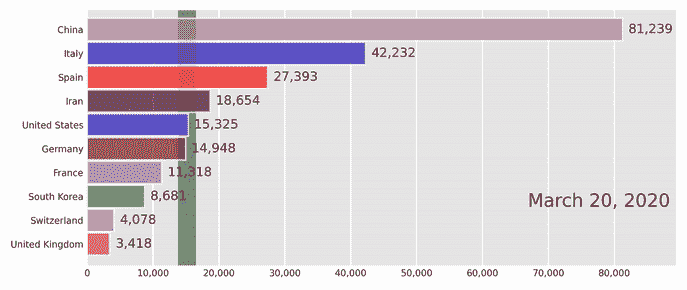 China 81,239
Italy 42,232
Spain 27,393
Iran 18,654
United States 15,325
Germany 14,948
France 11,318
South Korea 8,681
Switzerland 4,078
United Kingdom 3,418
March 20, 2020
0 10,000 20,000 30,000 40,000 50,000 60,000 70,000 80,000